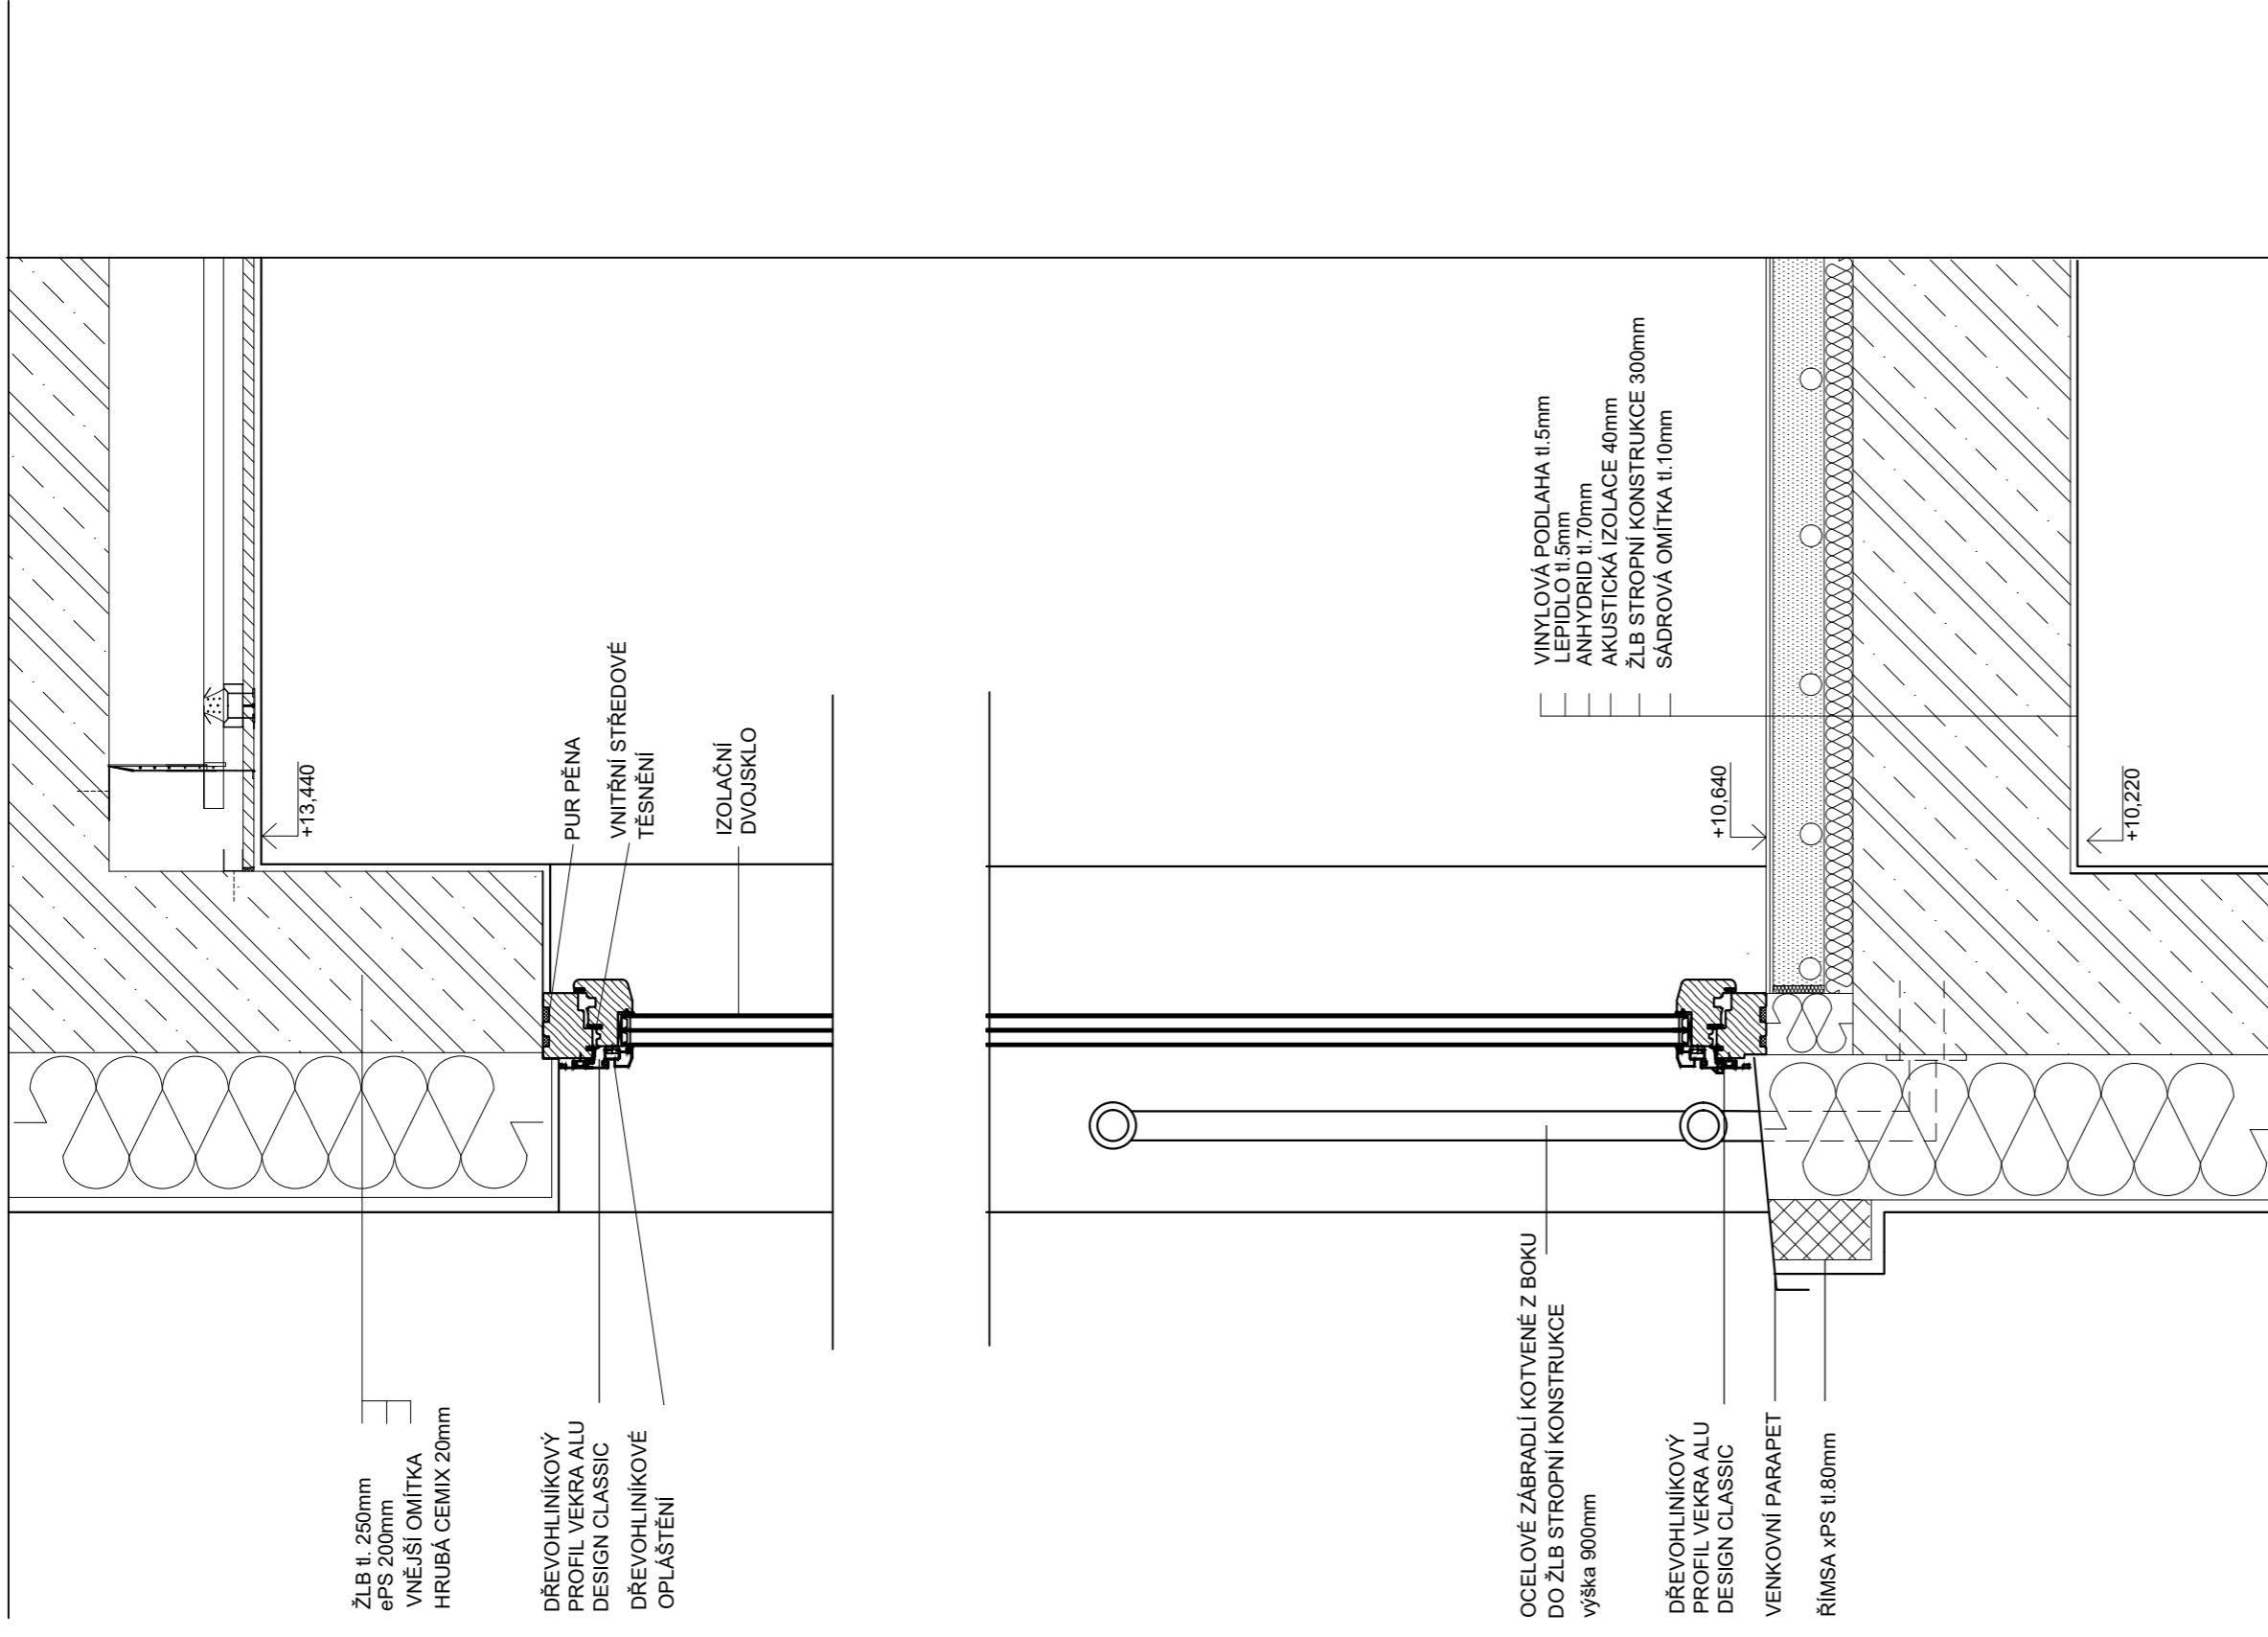 ŽLB tl. 250mm
ePS 200mm
VNĚJŠÍ OMÍTKA
HRUBÁ CEMIX 20mm
+13,440
DŘEVOHLINÍKOVÝ
PROFIL VEKRA ALU
DESIGN CLASSIC
DŘEVOHLINÍKOVÉ
OPLÁŠTĚNÍ
PUR PĚNA
VNITŘNÍ STŘEDOVÉ
TĚSNĚNÍ
IZOLAČNÍ
DVOJSKLO
VINYLOVÁ PODLAHA tl.5mm
LEPIDLO tl.5mm
ANHYDRID tl.70mm
AKUSTICKÁ IZOLACE 40mm
ŽLB STROPNÍ KONSTRUKCE 300mm
SÁDROVÁ OMÍTKA tl.10mm
+10,640
+10,220
OCELOVÉ ZÁBRADLÍ KOTVENÉ Z BOKU
DO ŽLB STROPNÍ KONSTRUKCE
výška 900mm
DŘEVOHLINÍKOVÝ
PROFIL VEKRA ALU
DESIGN CLASSIC
VENKOVNÍ PARAPET
ŘÍMSA xPS tl.80mm